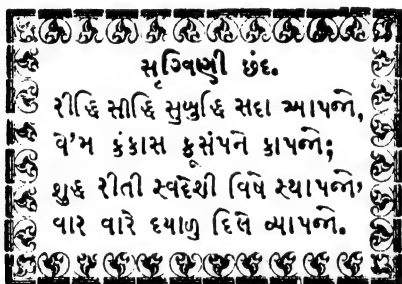 સૃગ્વિણી છંદ.
રીદ્ધિ સીદ્ધિ સુબુદ્ધિ સદા આપજો,
વે'મ કંકાસ કૂસંપને કાપજો;
શુદ્ધ રીતી સ્વદેશી વિષે સ્થાપજો,
વાર વારે દયાળુ દિલે વ્યાપજો.